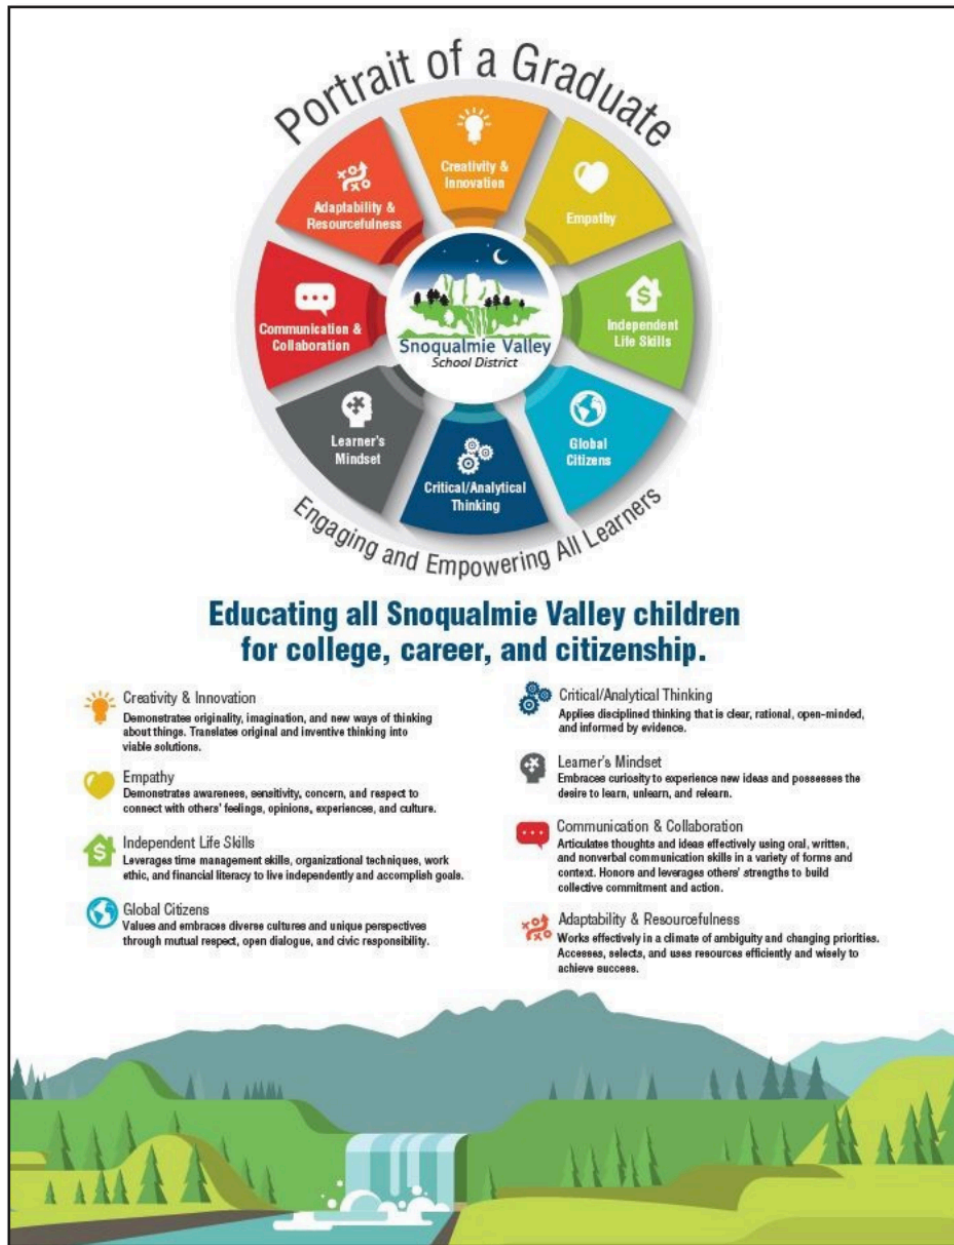 Portrait of a Graduate
Creativity &
Innovation
Empathy
Independent
Life Skills
Global
Citizens
Critical/Analytical
Thinking
Learner's
Mindset
Communication &
Collaboration
Adaptability &
Resourcefulness
Snoqualmie Valley
School District
Engaging and Empowering All Learners
Educating all Snoqualmie Valley children
for college, career, and citizenship.
Creativity & Innovation
Demonstrates originality, imagination, and new ways of thinking
about things. Translates original and inventive thinking into
viable solutions.
Empathy
Demonstrates awareness, sensitivity, concern, and respect to
connect with others' feelings, opinions, experiences, and culture.
Independent Life Skills
Leverages time management skills, organizational techniques, work
ethic, and financial literacy to live independently and accomplish goals.
Global Citizens
Values and embraces diverse cultures and unique perspectives
through mutual respect, open dialogue, and civic responsibility.
Critical/Analytical Thinking
Applies disciplined thinking that is clear, rational, open-minded,
and informed by evidence.
Learner's Mindset
Embraces curiosity to experience new ideas and possesses the
desire to learn, unlearn, and relearn.
Communication & Collaboration
Articulates thoughts and ideas effectively using oral, written,
and nonverbal communication skills in a variety of forms and
context. Honors and leverages others' strengths to build
collective commitment and action.
Adaptability & Resourcefulness
Works effectively in a climate of ambiguity and changing priorities.
Accesses, selects, and uses resources efficiently and wisely to
achieve success.